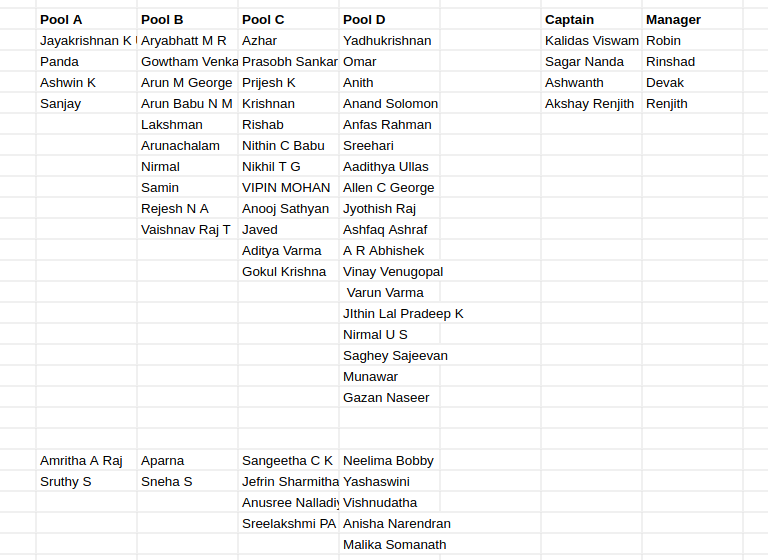 Pool A Pool B Pool C Pool D Captain Manager
Jayakrishnan K Aryabhatt M R Azhar Yadhukrishnan Kalidas Viswam Robin
Panda Gowtham Venka Prasobh Sankar Omar Sagar Nanda Rinshad
Ashwin K Arun M George Prijesh K Anith Ashwanth Devak
Sanjay Arun Babu N M Krishnan Anand Solomon Akshay Renjith Renjith
Lakshman Rishab Anfas Rahman
Arunachalam Nithin C Babu Sreehari
Nirmal Nikhil T G Aadithya Ullas
Samin VIPIN MOHAN Allen C George
Rejesh N A Anooj Sathyan Jyothish Raj
Vaishnav Raj T Javed Ashfaq Ashraf
Aditya Varma A R Abhishek
Gokul Krishna Vinay Venugopal
Varun Varma
JIthin Lal Pradeep K
Nirmal U S
Saghey Sajeevan
Munawar
Gazan Naseer
Amritha A Raj Aparna Sangeetha C K Neelima Bobby
Sruthy S Sneha S Jefrin Sharmitha Yashaswini
Anusree Nalladiy Vishnudatha
Sreelakshmi PA Anisha Narendran
Malika Somanath